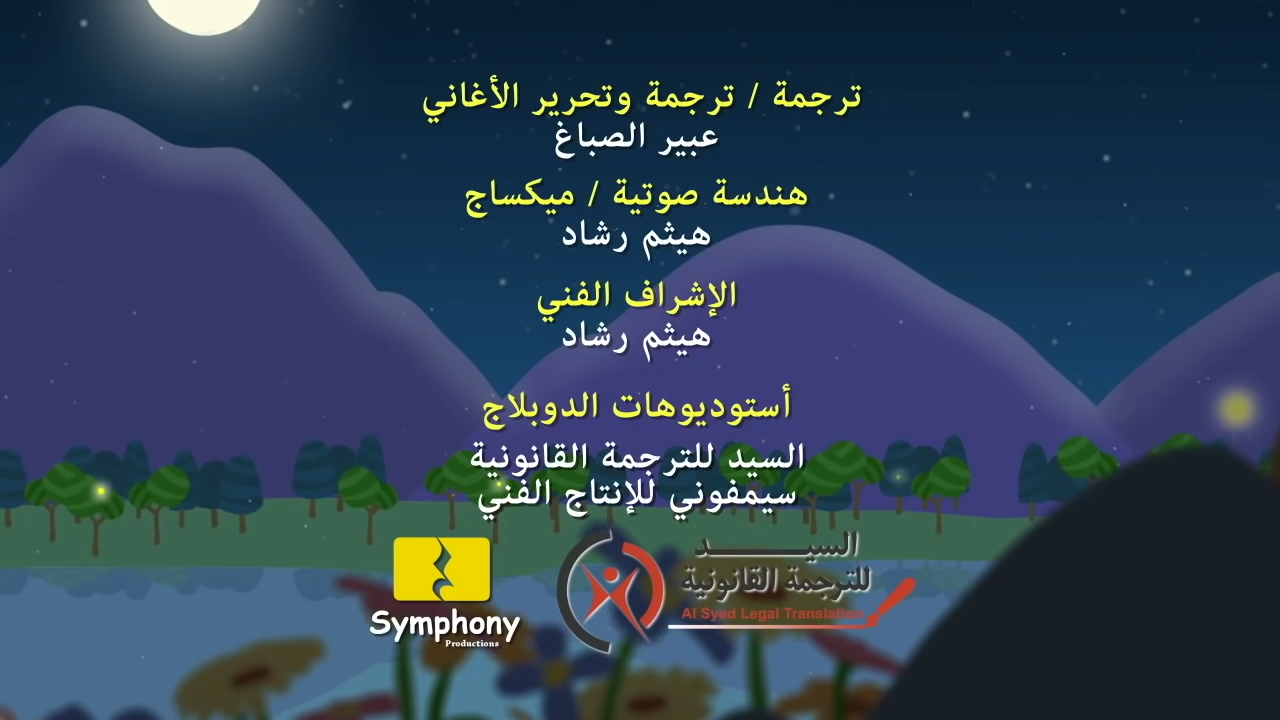 ترجمة / ترجمة وتحرير الأغاني
عبير الصباغ
هندسة صوتية / ميكساج
هيثم رشاد
الإشراف الفني
هيثم رشاد
أستوديوهات الدوبلاج
السيد للترجمة القانونية
سيمفوني للإنتاج الفني
Symphony
Productions
السيـــــــــد
للترجمة القانونية
Al Syed Legal Translation